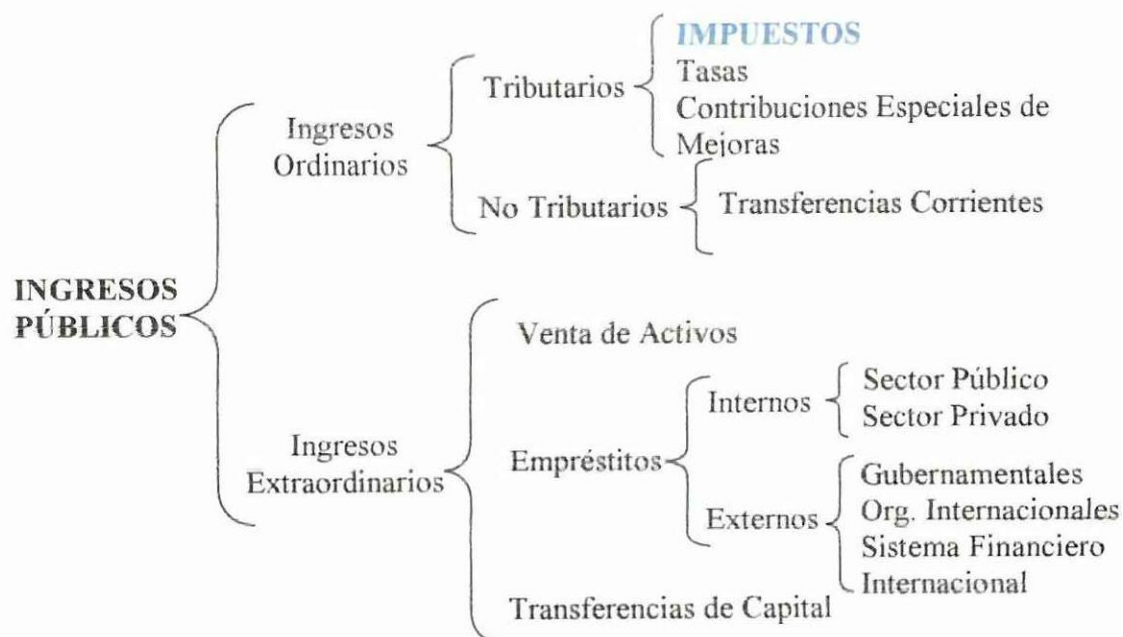 INGRESOS
PÚBLICOS
Ingresos
Ordinarios
Tributarios
IMPUESTOS
Tasas
Contribuciones Especiales de
Mejoras
No Tributarios
Transferencias Corrientes
Ingresos
Extraordinarios
Venta de Activos
Empréstitos
Internos
Sector Público
Sector Privado
Externos
Gubernamentales
Org. Internacionales
Sistema Financiero
Internacional
Transferencias de Capital